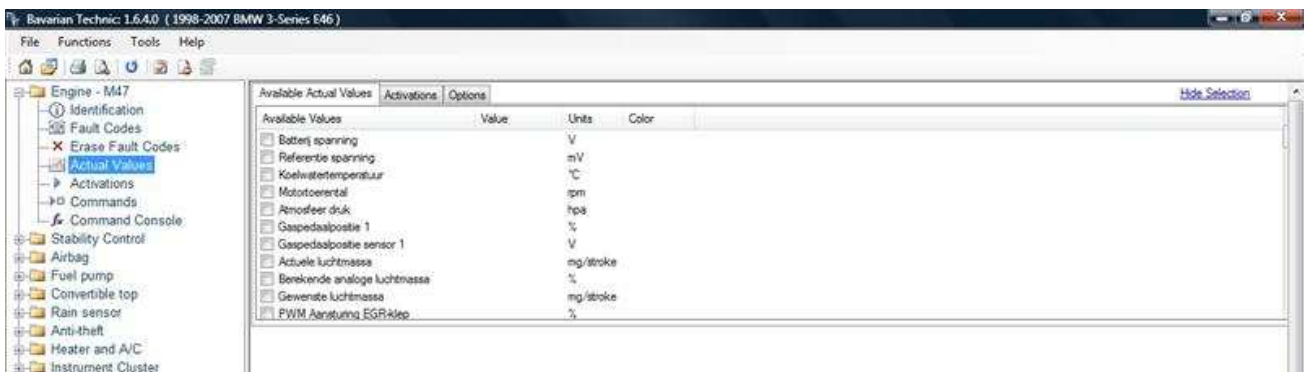 Bavarian Technic: 1.6.4.0 ( 1998-2007 BMW 3-Series E46 )
File Functions Tools Help
Engine - M47
Identification
Fault Codes
Erase Fault Codes
Actual Values
Activations
Commands
Command Console
Stability Control
Airbag
Fuel pump
Convertible top
Rain sensor
Anti-theft
Heater and A/C
Instrument Cluster
Available Actual Values Activations Options Hide Selection
Available Values Value Units Color
Batterij spanning V
Referentie spanning mV
Koelwatertemperatuur °C
Motortoerental rpm
Atmosfeer druk hpa
Gaspedaalpositie 1 %
Gaspedaalpositie sensor 1 V
Actuele luchtmassa mg/stroke
Berekende analoge luchtmassa %
Gewenste luchtmassa mg/stroke
PWM Aansturing EGR-klep %